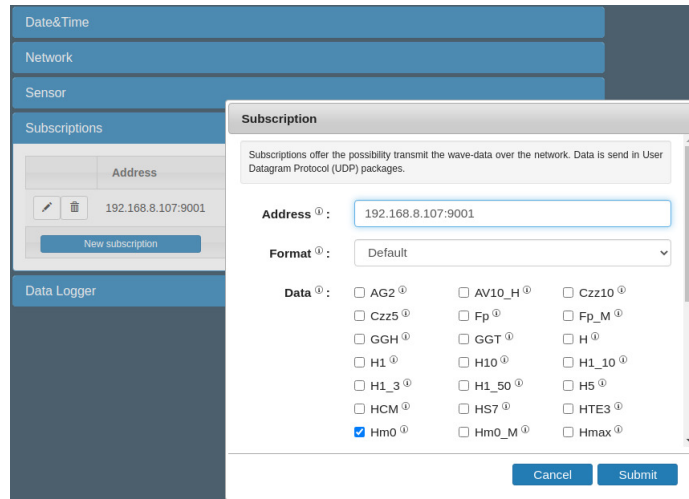 Date&Time
Network
Sensor
Subscriptions
Address
192.168.8.107:9001
New subscription
Data Logger
Subscription
Subscriptions offer the possibility transmit the wave-data over the network. Data is send in User
Datagram Protocol (UDP) packages.
Address ⓘ : 192.168.8.107:9001
Format ⓘ : Default
Data ⓘ : AG2 ⓘ AV10_H ⓘ Czz10 ⓘ
Czz5 ⓘ Fp ⓘ Fp_M ⓘ
GGH ⓘ GGT ⓘ H ⓘ
H1 ⓘ H10 ⓘ H1_10 ⓘ
H1_3 ⓘ H1_50 ⓘ H5 ⓘ
HCM ⓘ HS7 ⓘ HTE3 ⓘ
Hm0 ⓘ Hm0_M ⓘ Hmax ⓘ
Cancel Submit